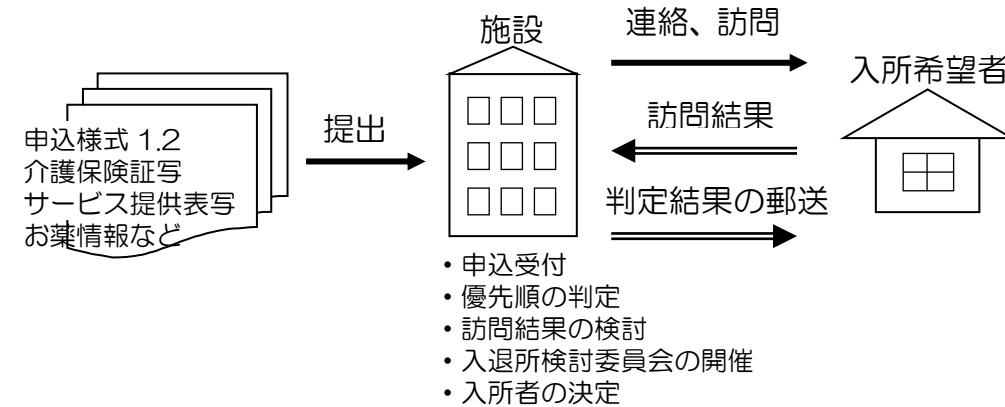 申込様式 1.2
介護保険証写
サービス提供表写
お薬情報など
提出
施設
連絡、訪問
訪問結果
判定結果の郵送
入所希望者
・申込受付
・優先順の判定
・訪問結果の検討
・入退所検討委員会の開催
・入所者の決定